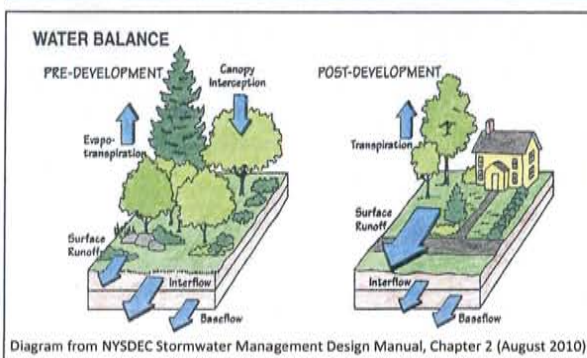 WATER BALANCE
PRE-DEVELOPMENT
Canopy
Interception
Evapo-
transpiration
Surface
Runoff
Interflow
Baseflow
POST-DEVELOPMENT
Transpiration
Surface
Runoff
Interflow
Baseflow
Diagram from NYSDEC Stormwater Management Design Manual, Chapter 2 (August 2010)